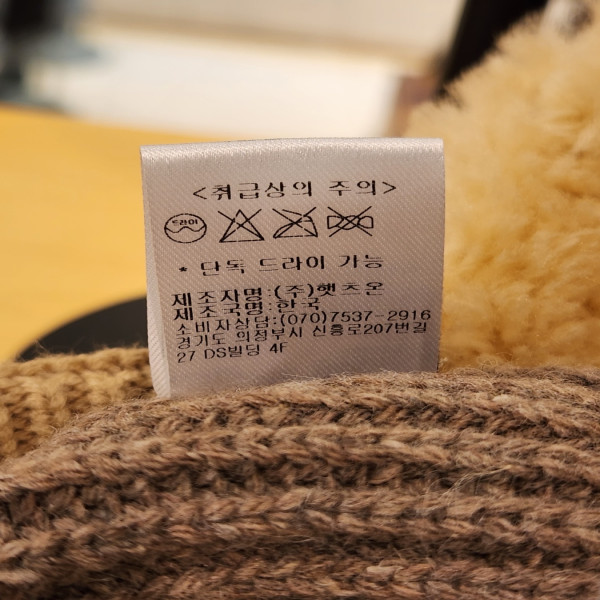 <취급상의 주의>
드라이
* 단독 드라이 가능
제조자명:(주)햇츠온
제조국명:한국
소비자상담:(070)7537-2916
경기도 의정부시 신흥로207번길
27 DS빌딩 4F